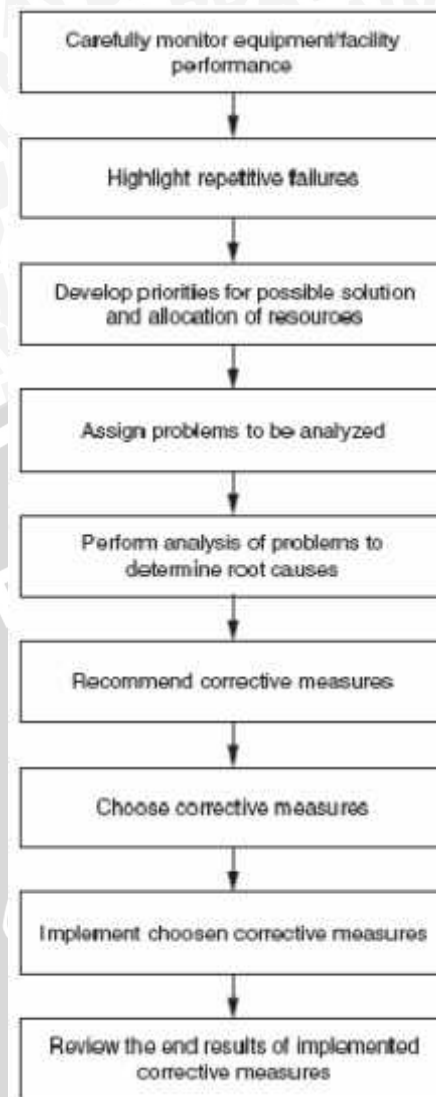 Carefully monitor equipment/facility
performance
Highlight repetitive failures
Develop priorities for possible solution
and allocation of resources
Assign problems to be analyzed
Perform analysis of problems to
determine root causes
Recommend corrective measures
Choose corrective measures
Implement choosen corrective measures
Review the end results of implemented
corrective measures